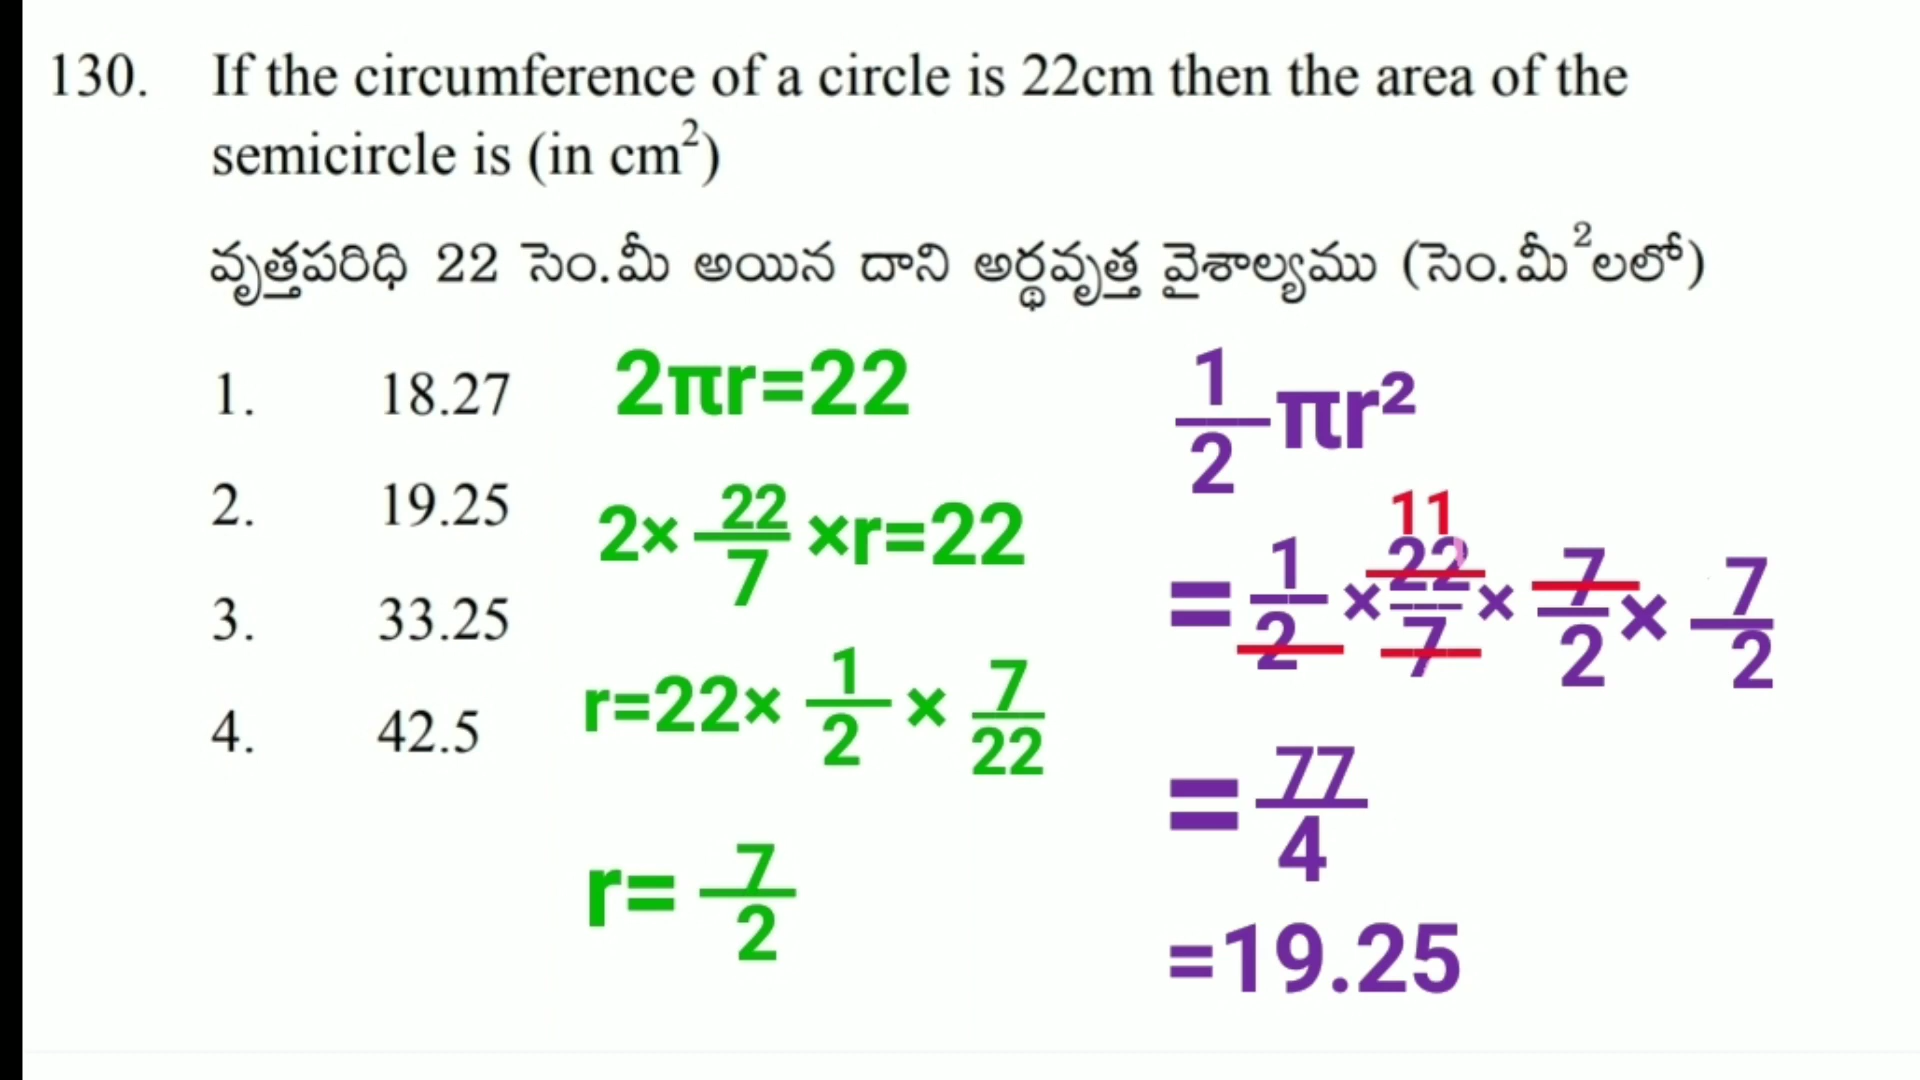 130. If the circumference of a circle is 22cm then the area of the
semicircle is (in cm²)
వృత్తపరిధి 22 సెం.మీ అయిన దాని అర్థవృత్త వైశాల్యము (సెం.మీ²లలో)
1. 18.27
2. 19.25
3. 33.25
4. 42.5
2πr=22
2× 22/7 ×r=22
r=22× 1/2 × 7/22
r= 7/2
1/2 πr²
11
= 1/2 × 22/7 × 7/2 × 7/2
= 77/4
=19.25